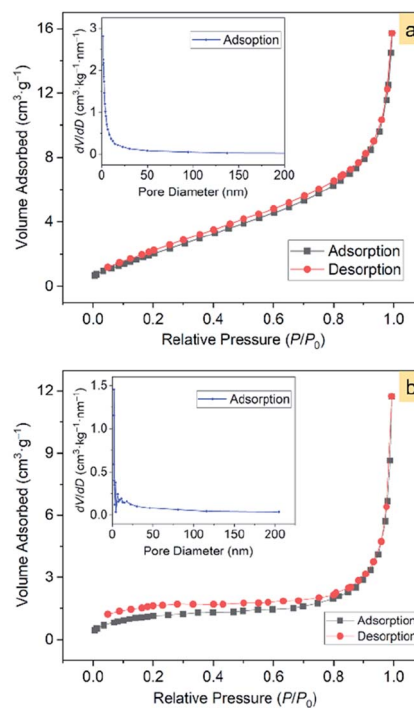 a
Adsoption
dV/dD (cm³·kg⁻¹·nm⁻¹)
3
2
1
0
0 50 100 150 200
Pore Diameter (nm)
Volume Adsorbed (cm³·g⁻¹)
16
12
8
4
0
Adsorption
Desorption
0.0 0.2 0.4 0.6 0.8 1.0
Relative Pressure (P/P₀)
b
Adsorption
dV/dD (cm³·kg⁻¹·nm⁻¹)
1.5
1.0
0.5
0.0
0 50 100 150 200
Pore Diameter (nm)
Volume Adsorbed (cm³·g⁻¹)
12
9
6
3
0
Adsorption
Desorption
0.0 0.2 0.4 0.6 0.8 1.0
Relative Pressure (P/P₀)